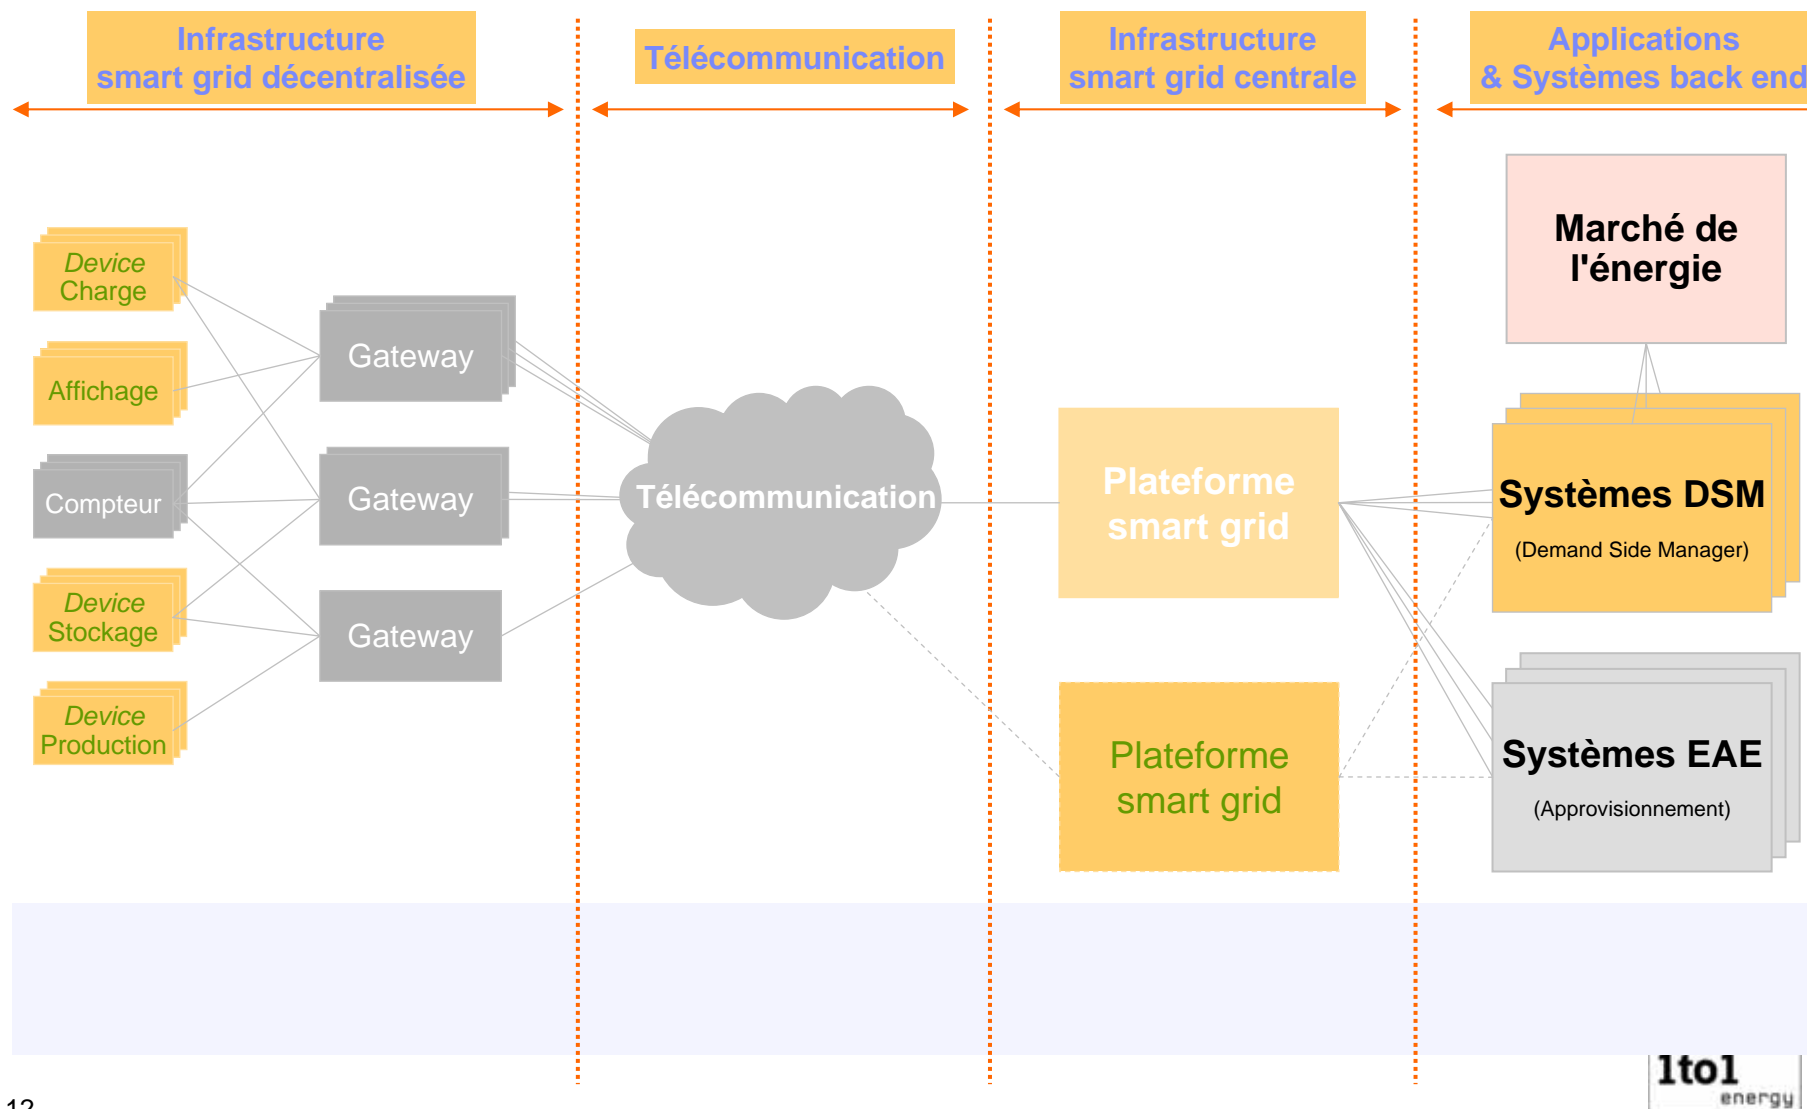 Infrastructure
smart grid décentralisée
Télécommunication
Infrastructure
smart grid centrale
Applications
& Systèmes back end
Marché de
l'énergie
Device
Charge
Affichage
Compteur
Device
Stockage
Device
Production
Gateway
Gateway
Gateway
Télécommunication
Plateforme
smart grid
Plateforme
smart grid
Systèmes DSM
(Demand Side Manager)
Systèmes EAE
(Approvisionnement)
1to1
energy
12